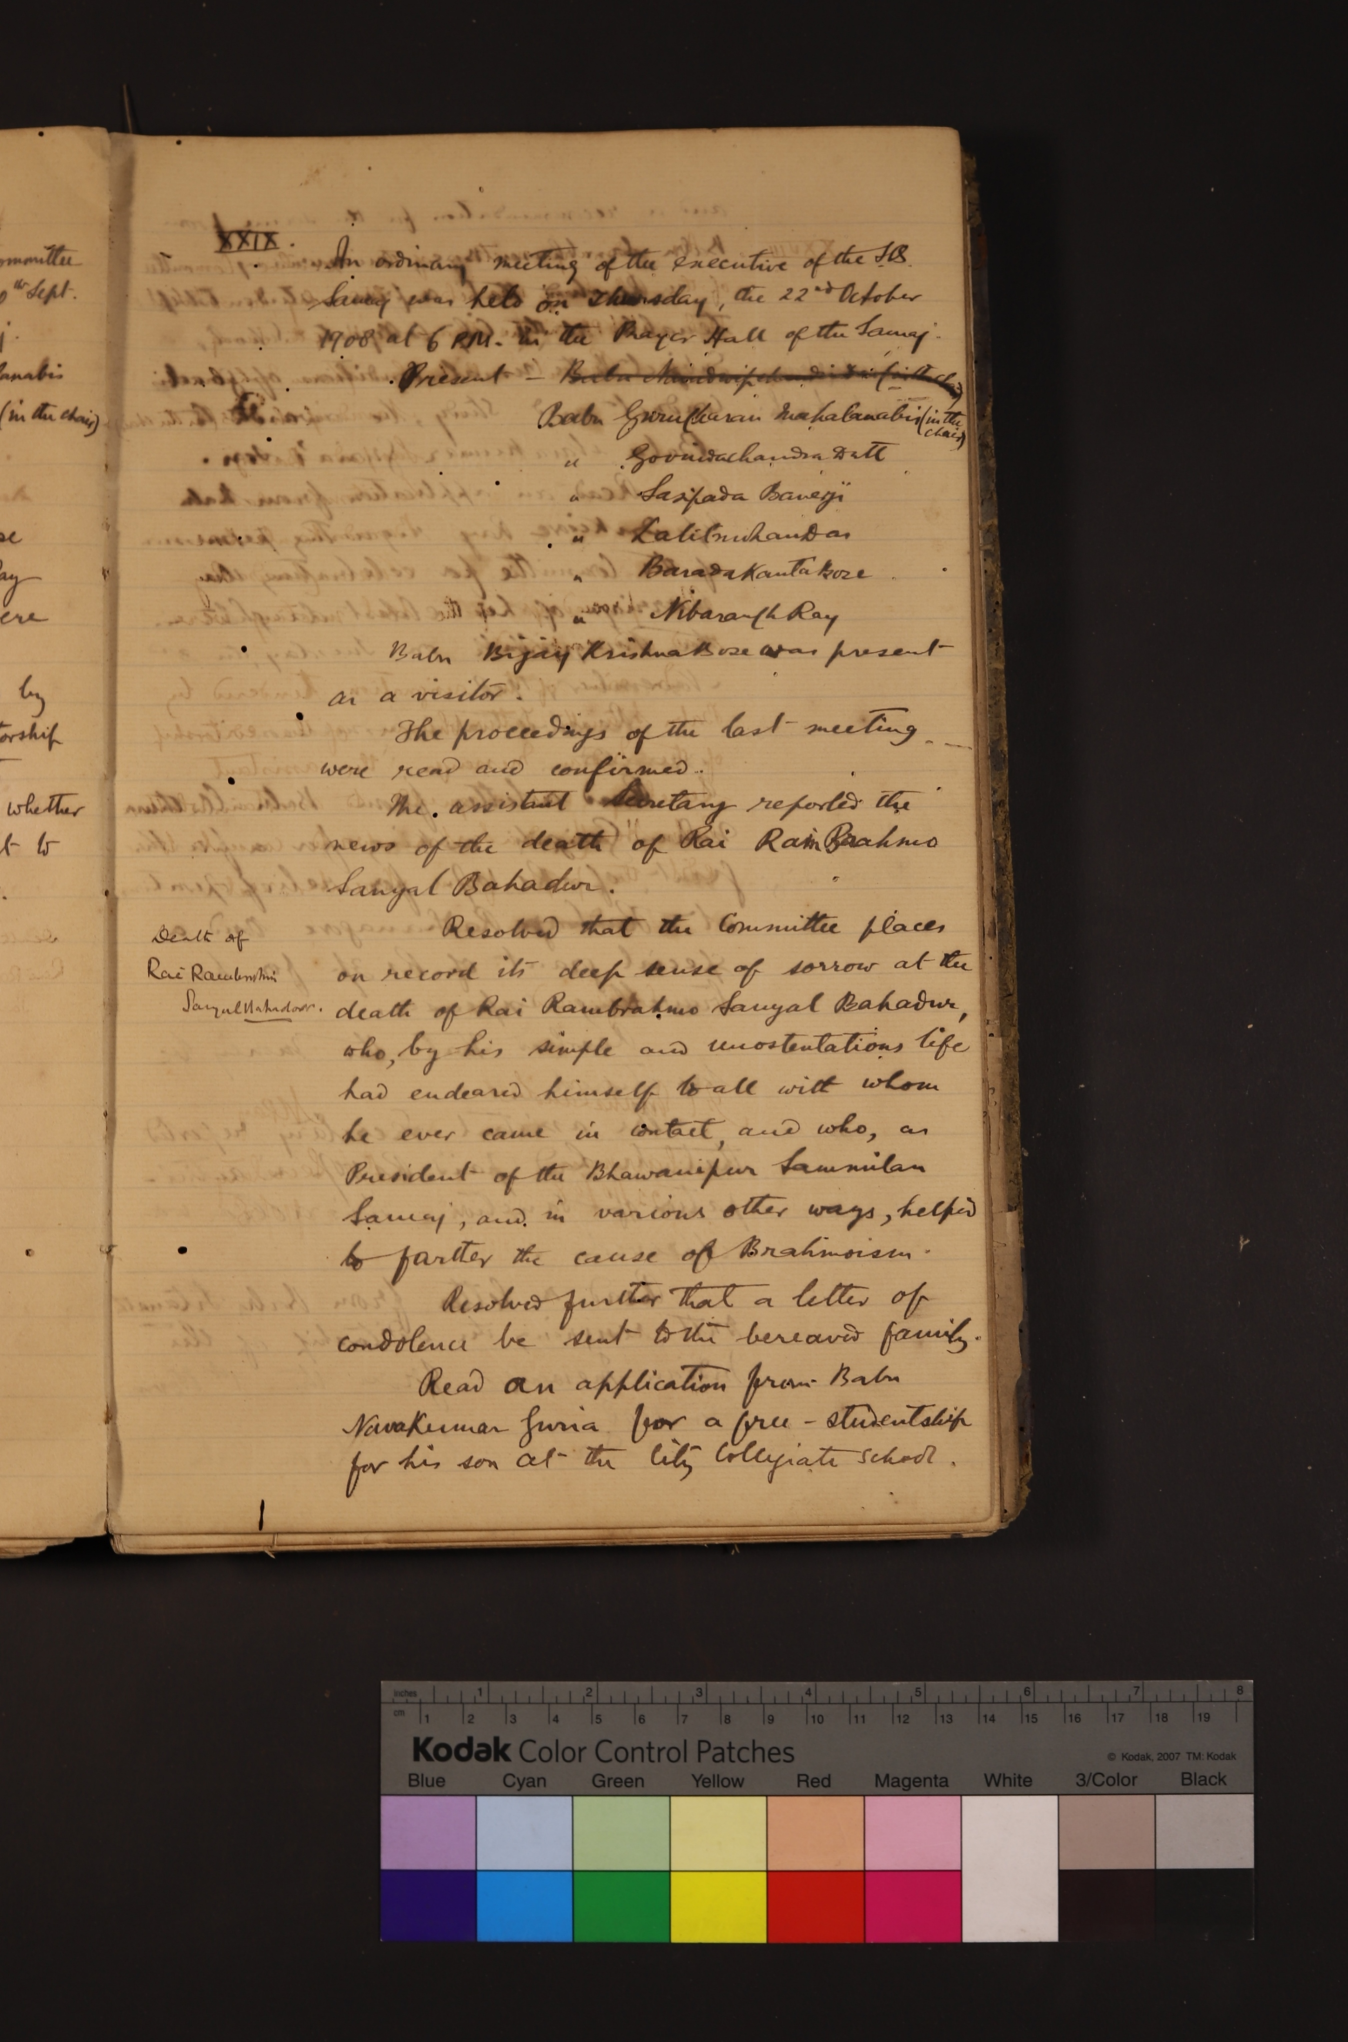 ommittee
th Sept.
j.
lanabis
(in the chair)
se
ay
ere
by
torship
whether
t to
XXIX.
An ordinary meeting of the executive of the S.B.
Samaj was held on Thursday, the 22nd October
1908 at 6 P.M. in the Prayer Hall of the Samaj.
Present — Babu
Babu Gurucharan Mahalanabis (in the chair)
" Govindachandra Datt
" Sasipada Banerji
" Lalitmohan Das
" Baradakanta Bose
" Nibaran Ch Ray
Babu Bijay Krishna Bose was present
as a visitor.
The proceedings of the last meeting
were read and confirmed.
The assistant Secretary reported the
news of the death of Rai Ram Brahmo
Sanyal Bahadur.
Death of
Rai Rambrahmo
Sanyal Bahadoor.
Resolved that the Committee places
on record its deep sense of sorrow at the
death of Rai Rambrahmo Sanyal Bahadur,
who, by his simple and unostentatious life
had endeared himself to all with whom
he ever came in contact, and who, as
President of the Bhawanipur Sammilan
Samaj, and in various other ways, helped
to farther the cause of Brahmoism.
Resolved further that a letter of
condolence be sent to the bereaved family.
Read an application from Babu
Navakumar for a free-studentship
for his son at the City Collegiate School.
inches 1 2 3 4 5 6 7 8
cm 1 2 3 4 5 6 7 8 9 10 11 12 13 14 15 16 17 18 19
Kodak Color Control Patches
© Kodak, 2007 TM: Kodak
Blue Cyan Green Yellow Red Magenta White 3/Color Black